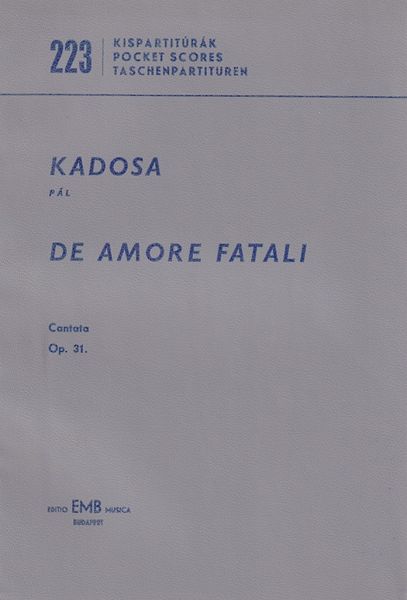 223
KISPARTITÚRÁK
POCKET SCORES
TASCHENPARTITUREN
KADOSA
PÁL
DE AMORE FATALI
Cantata
Op. 31.
EDITIO EMB MUSICA
BUDAPEST